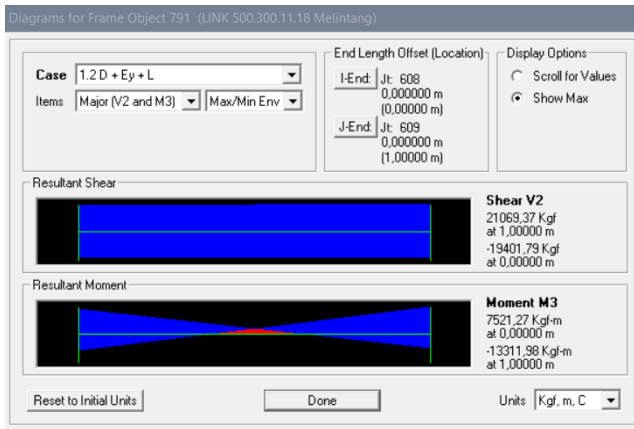 Diagrams for Frame Object 791 (LINK 500.300.11.18 Melintang)
Case 1.2 D + Ey + L
Items Major (V2 and M3) Max/Min Env
End Length Offset (Location)
I-End: Jt: 608
0,000000 m
(0,00000 m)
J-End: Jt: 609
0,000000 m
(1,00000 m)
Display Options
Scroll for Values
Show Max
Resultant Shear
Shear V2
21069,37 Kgf
at 1,00000 m
-19401,79 Kgf
at 0,00000 m
Resultant Moment
Moment M3
7521,27 Kgf-m
at 0,00000 m
-13311,98 Kgf-m
at 1,00000 m
Reset to Initial Units
Done
Units Kgf, m, C